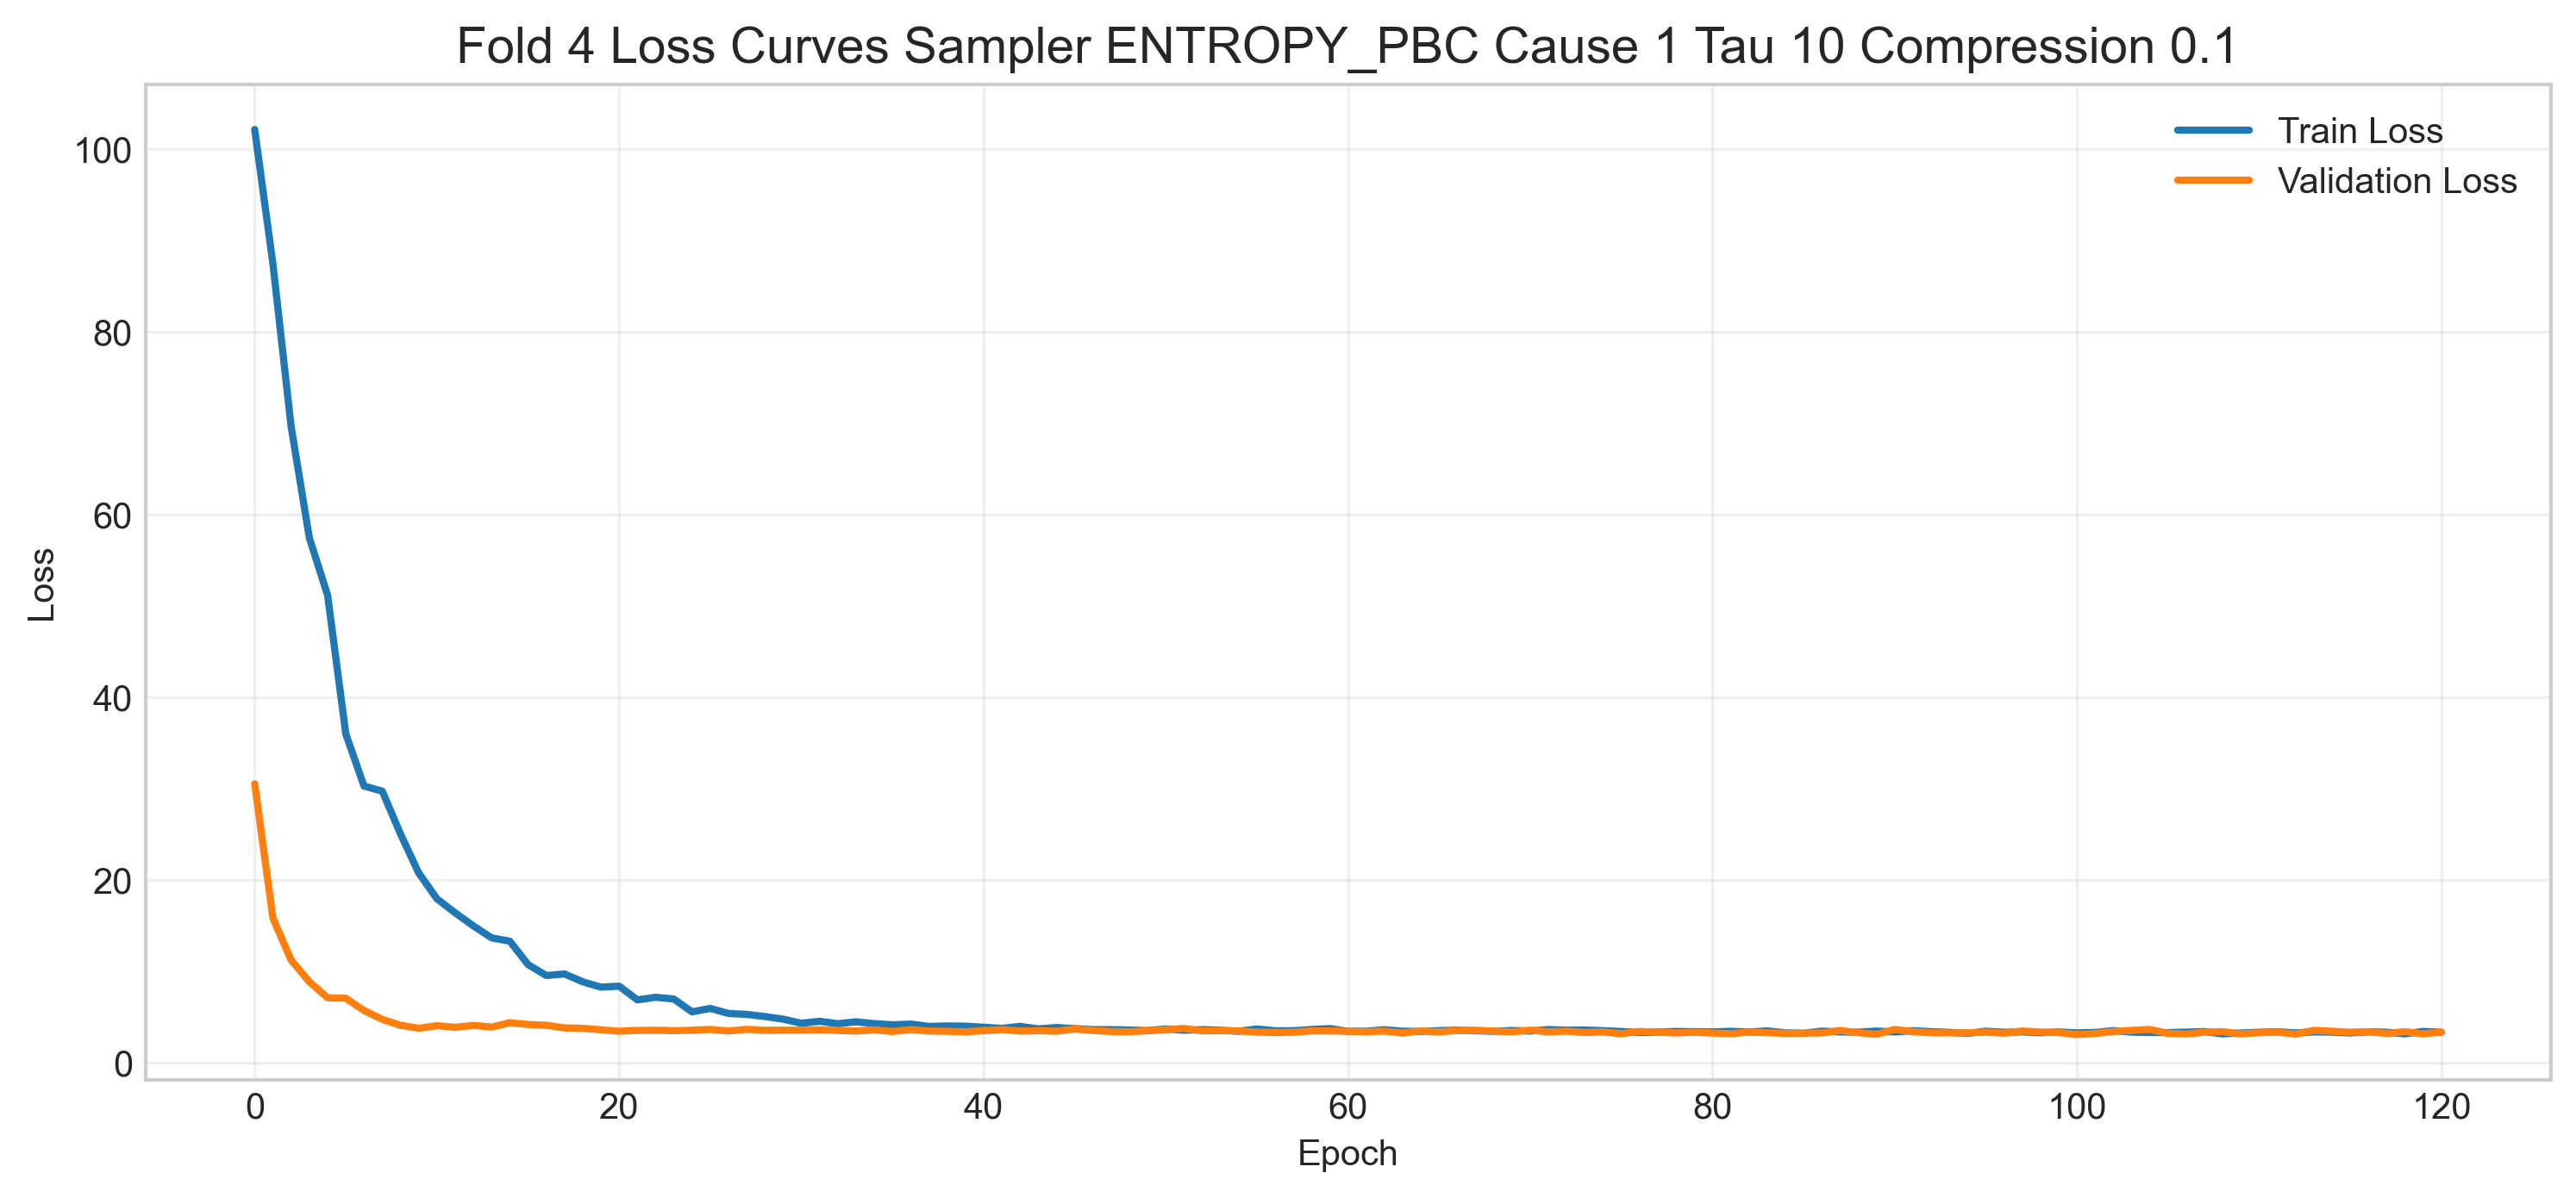 Fold 4 Loss Curves Sampler ENTROPY_PBC Cause 1 Tau 10 Compression 0.1
Train Loss
Validation Loss
100
80
60
40
20
0
Loss
0 20 40 60 80 100 120
Epoch